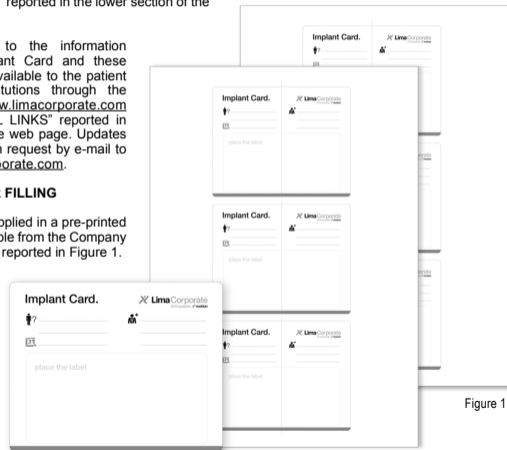 reported in the lower section of the
to the information
ant Card and these
vailable to the patient
tutions through the
w.limacorporate.com
LINKS" reported in
e web page. Updates
request by e-mail to
orate.com.
FILLING
pplied in a pre-printed
ble from the Company
reported in Figure 1.
Implant Card.
LimaCorporate
Implant Card.
LimaCorporate
place the label
Implant Card.
LimaCorporate
place the label
Implant Card.
LimaCorporate
place the label
Implant Card.
LimaCorporate
?
31
place the label
Figure 1